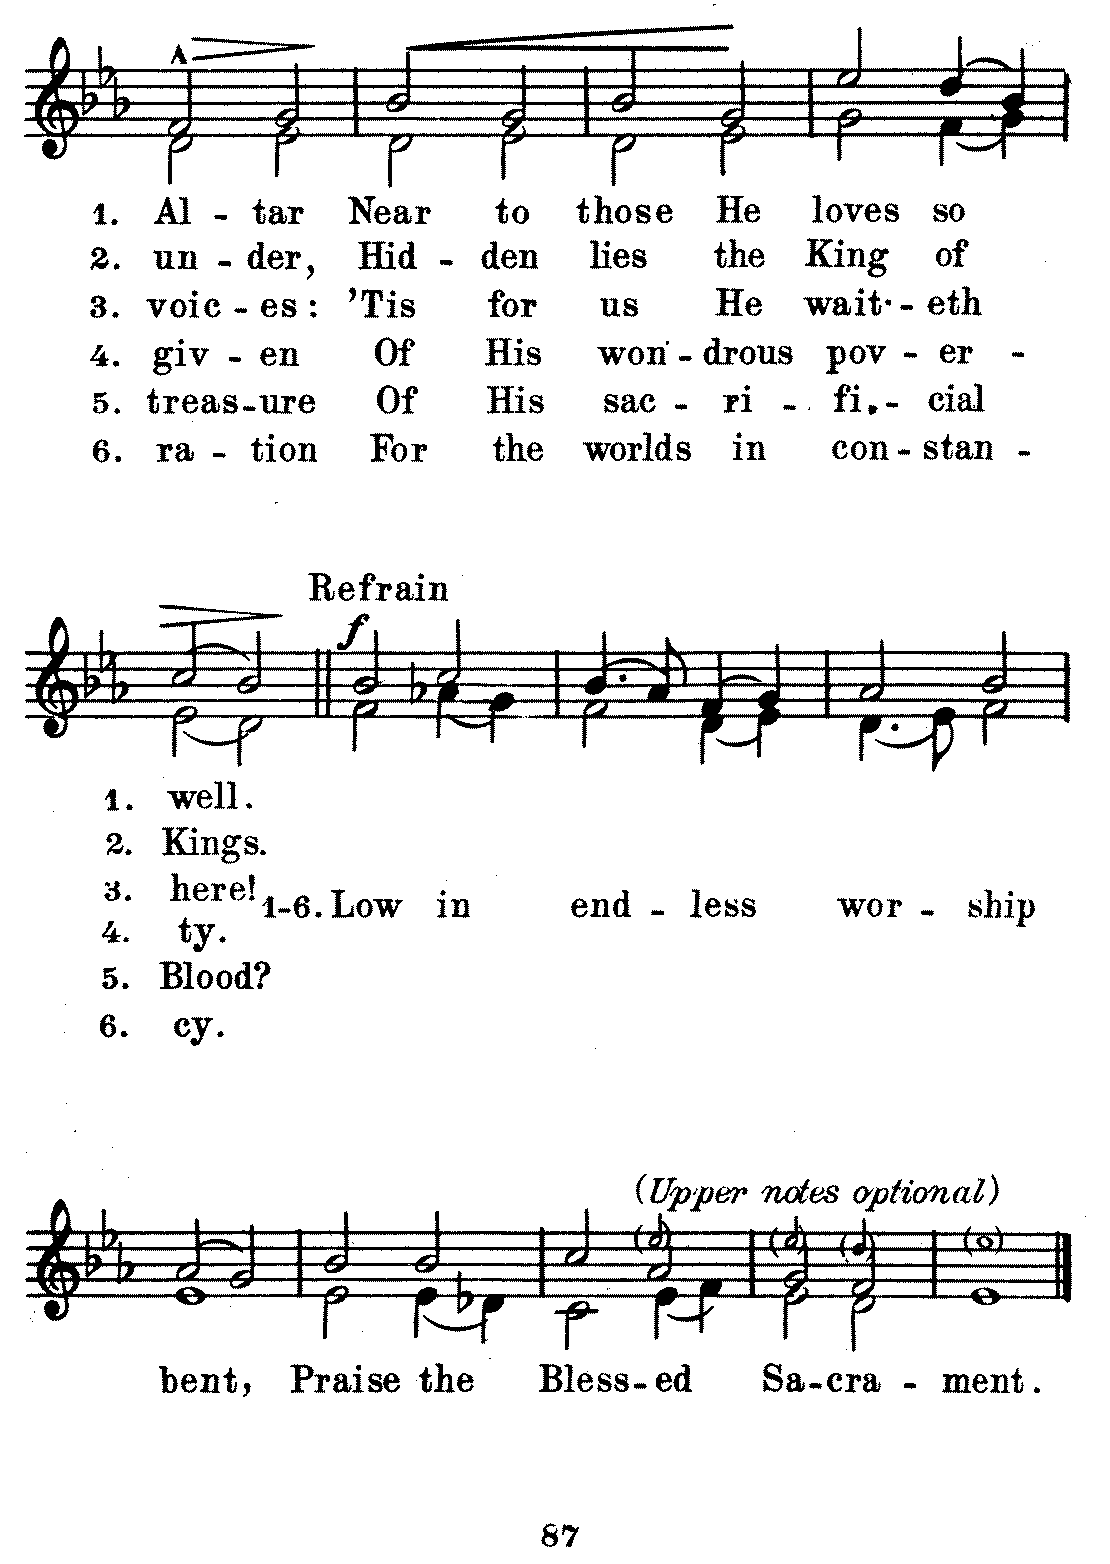 1. Al - tar Near to those He loves so
2. un - der, Hid - den lies the King of
3. voic - es: 'Tis for us He wait - eth
4. giv - en Of His won - drous pov - er -
5. treas - ure Of His sac - ri - fi - cial
6. ra - tion For the worlds in con - stan -
Refrain
f
1. well.
2. Kings.
3. here!
1-6. Low in end - less wor - ship
4. ty.
5. Blood?
6. cy.
(Upper notes optional)
bent, Praise the Bless - ed Sa - cra - ment.
87